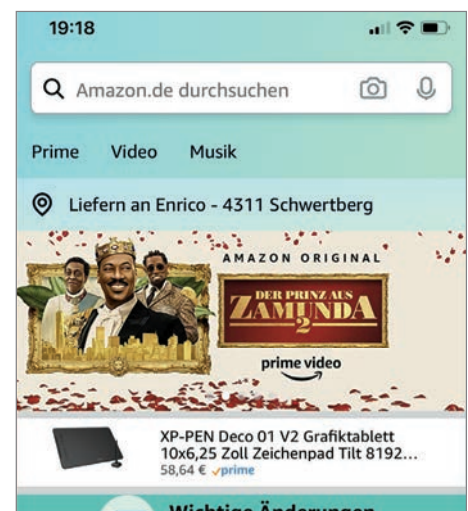 19:18
Amazon.de durchsuchen
Prime Video Musik
Liefern an Enrico - 4311 Schwertberg
AMAZON ORIGINAL
DER PRINZ AUS
ZAMUNDA
2
prime video
XP-PEN Deco 01 V2 Grafiktablett
10x6,25 Zoll Zeichenpad Tilt 8192...
58,64 € prime
Wichtige Änderungen